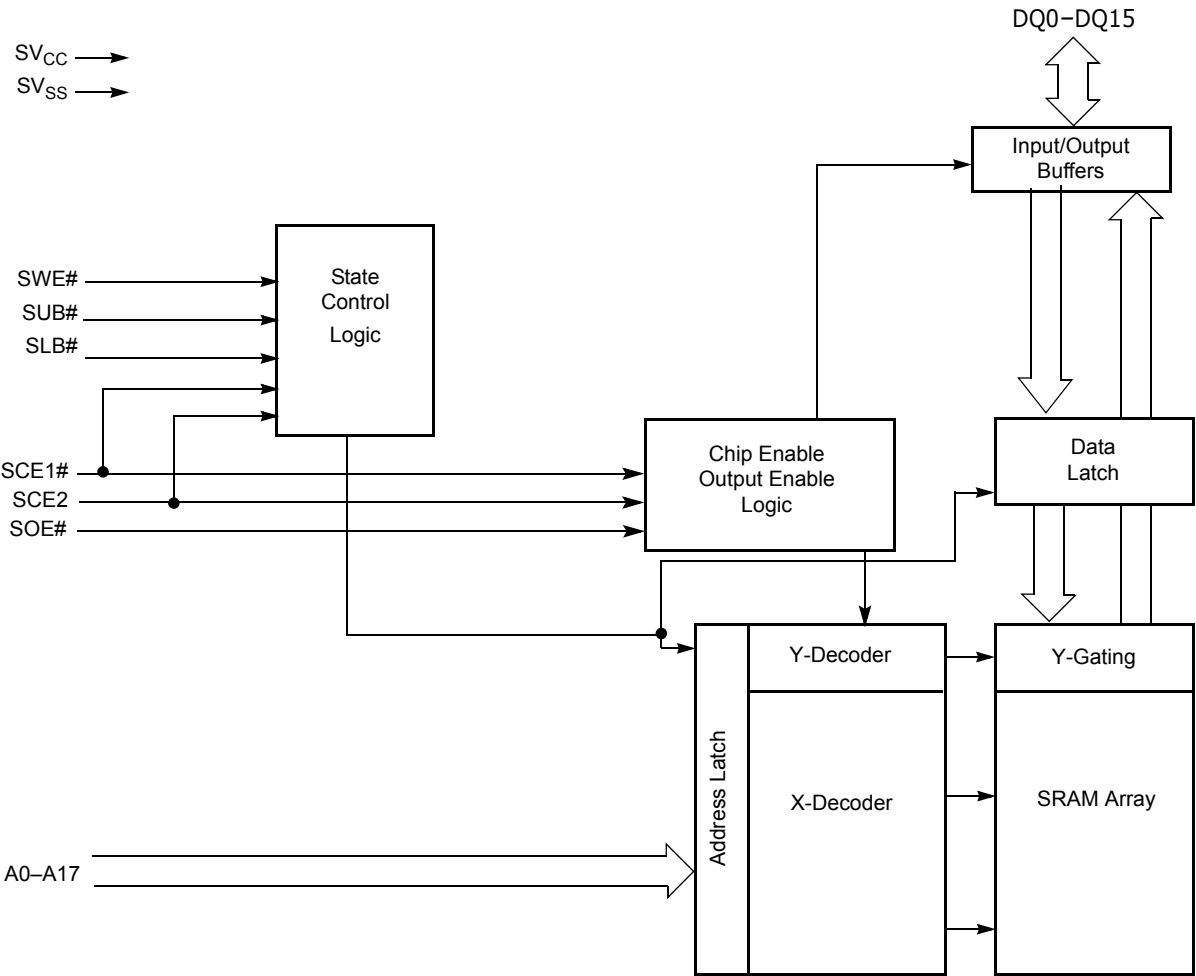 DQ0–DQ15
SVCC
SVSS
Input/Output
Buffers
State
Control
Logic
SWE#
SUB#
SLB#
SCE1#
SCE2
SOE#
Chip Enable
Output Enable
Logic
Data
Latch
Y-Decoder
Y-Gating
Address Latch
X-Decoder
SRAM Array
A0–A17